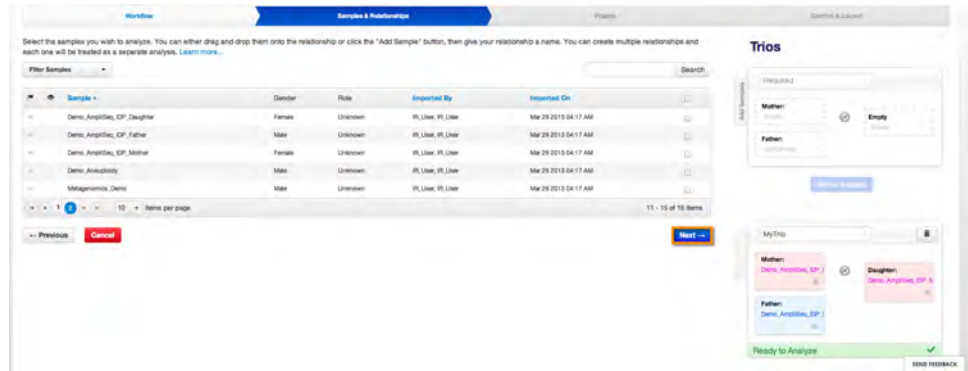 Workflow
Samples & Relationships
Plugins
Confirm & Launch
Select the samples you wish to analyze. You can either drag and drop them onto the relationship or click the "Add Sample" button, then give your relationship a name. You can create multiple relationships and
each one will be treated as a separate analysis. Learn more...
Filter Samples
Search
Sample
Gender
Role
Imported By
Imported On
Demo_AmpliSeq_IDP_Daughter Female Unknown IR_User, IR_User Mar 29 2013 04:17 AM
Demo_AmpliSeq_IDP_Father Male Unknown IR_User, IR_User Mar 29 2013 04:17 AM
Demo_AmpliSeq_IDP_Mother Female Unknown IR_User, IR_User Mar 29 2013 04:17 AM
Demo_Aneuploidy Male Unknown IR_User, IR_User Mar 29 2013 04:17 AM
Metagenomics_Demo Male Unknown IR_User, IR_User Mar 29 2013 04:17 AM
1 2 10 items per page 11 - 15 of 15 items
← Previous
Cancel
Next →
Trios
Add Samples
Required
Mother:
Empty
Father:
MyTrio
Mother:
Demo_AmpliSeq_IDP_
Daughter:
Demo_AmpliSeq_IDP_
Father:
Demo_AmpliSeq_IDP_
Ready to Analyze
SEND FEEDBACK